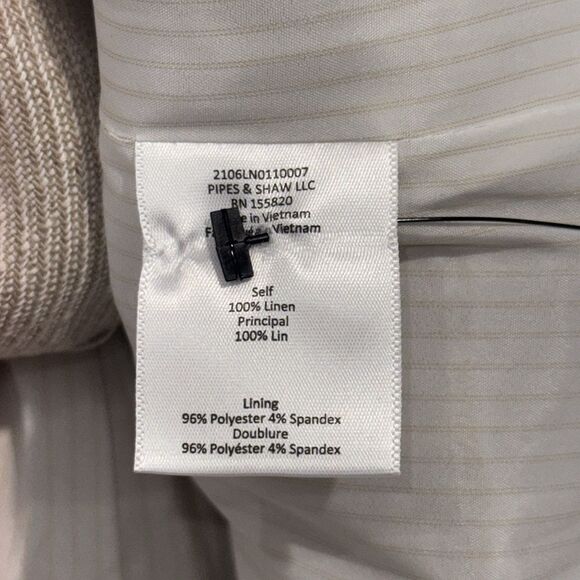 2106LN0110007
PIPES & SHAW LLC
RN 155820
in Vietnam
Vietnam
Self
100% Linen
Principal
100% Lin
Lining
96% Polyester 4% Spandex
Doublure
96% Polyéster 4% Spandex